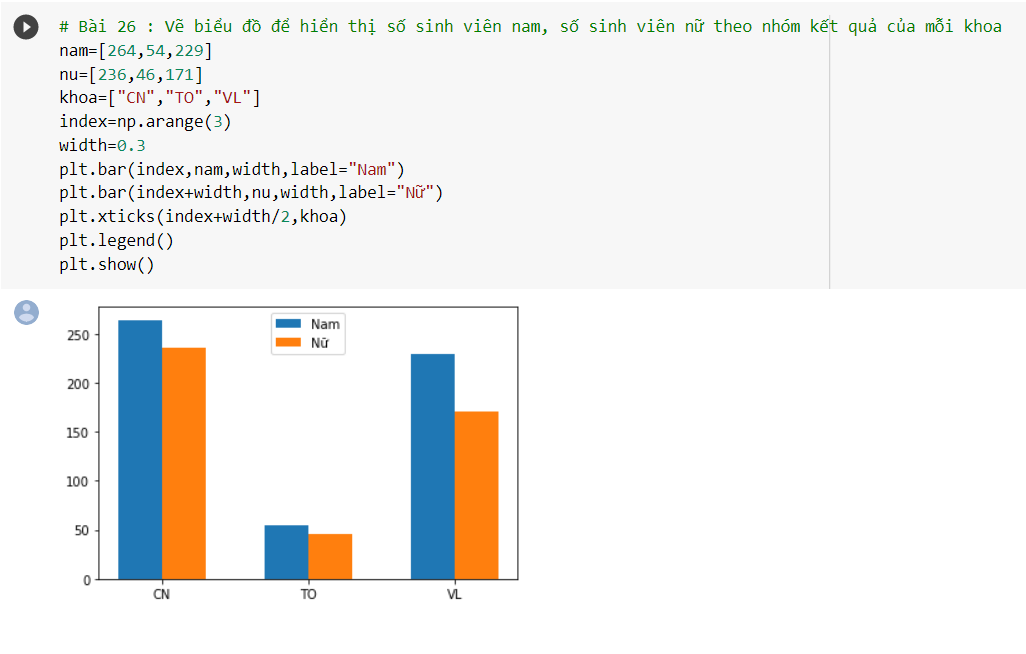 # Bài 26 : Vẽ biểu đồ để hiển thị số sinh viên nam, số sinh viên nữ theo nhóm kết quả của mỗi khoa
nam=[264,54,229]
nu=[236,46,171]
khoa=["CN","TO","VL"]
index=np.arange(3)
width=0.3
plt.bar(index,nam,width,label="Nam")
plt.bar(index+width,nu,width,label="Nữ")
plt.xticks(index+width/2,khoa)
plt.legend()
plt.show()
Nam
Nữ
250
200
150
100
50
0
CN TO VL